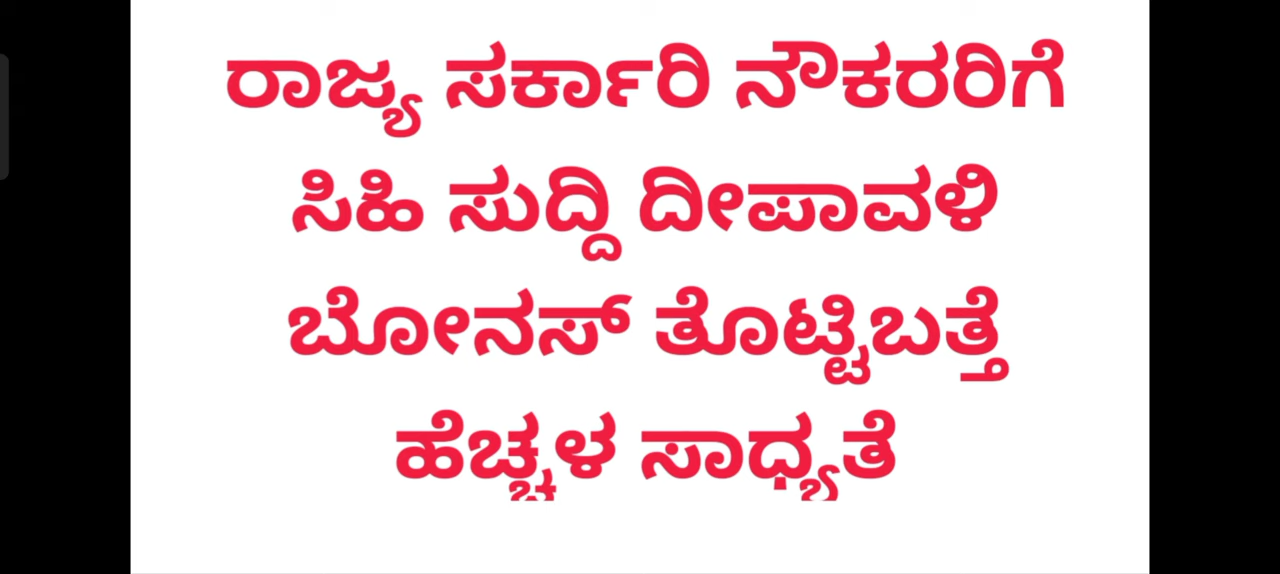 ರಾಜ್ಯ ಸರ್ಕಾರಿ ನೌಕರರಿಗೆ
ಸಿಹಿ ಸುದ್ದಿ ದೀಪಾವಳಿ
ಬೋನಸ್ ತೊಟ್ಟಿಬತ್ತೆ
ಹೆಚ್ಚಳ ಸಾಧ್ಯತೆ